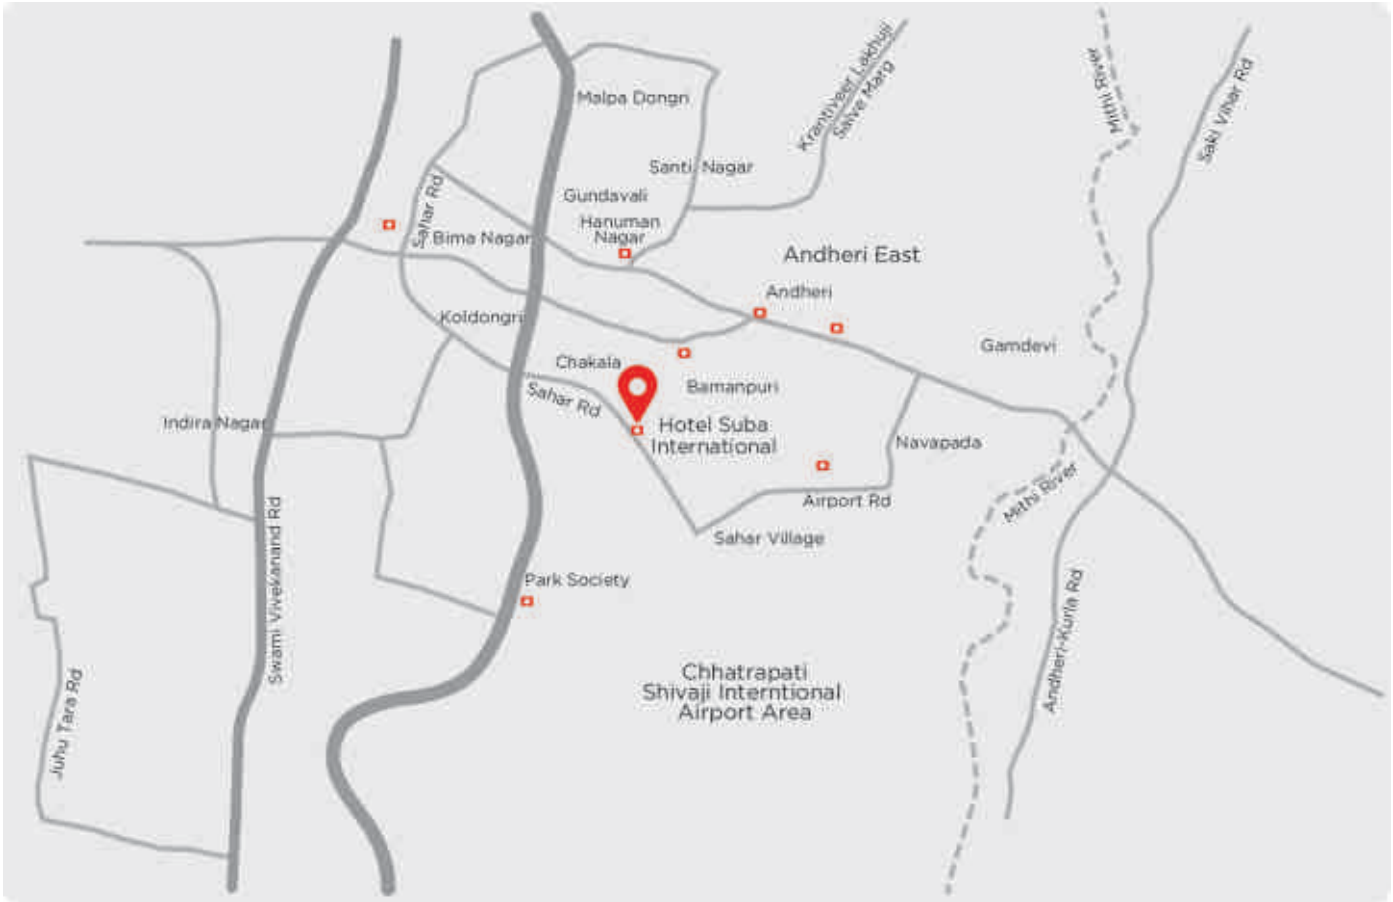 Krantiveer Lakhuji
Salve Marg
Mithi River
Saki Vihar Rd
Malpa Dongri
Santi Nagar
Gundavali
Hanuman
Nagar
Sahar Rd
Bima Nagar
Andheri East
Andheri
Koldongri
Gamdevi
Chakala
Bamanpuri
Sahar Rd
Indira Nagar
Hotel Suba
International
Navapada
Airport Rd
Mithi River
Sahar Village
Swami Vivekanand Rd
Park Society
Andheri-Kurla Rd
Juhu Tara Rd
Chhatrapati
Shivaji Interntional
Airport Area